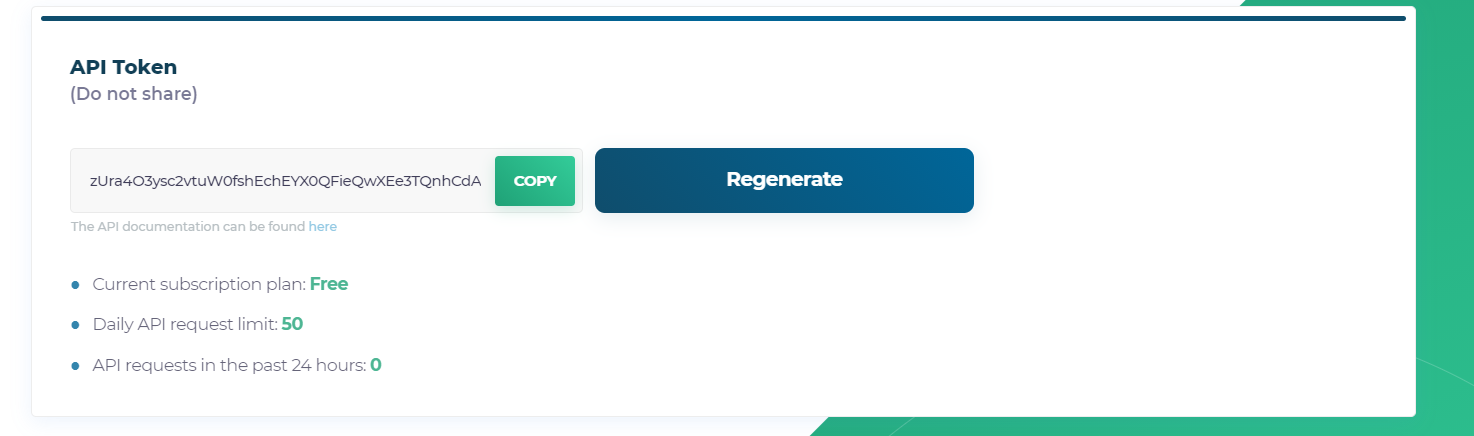 API Token
(Do not share)
zUra4O3ysc2vtuW0fshEchEYX0QFieQwXEe3TQnhCdA COPY Regenerate
The API documentation can be found here
Current subscription plan: Free
Daily API request limit: 50
API requests in the past 24 hours: 0